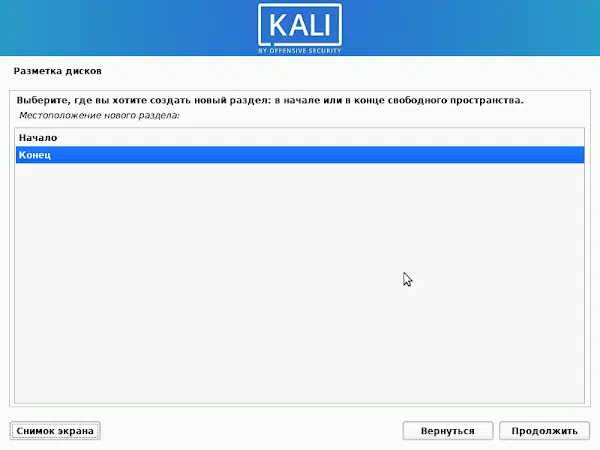 KALI
BY OFFENSIVE SECURITY
Разметка дисков
Выберите, где вы хотите создать новый раздел: в начале или в конце свободного пространства.
Местоположение нового раздела:
Начало
Конец
Снимок экрана
Вернуться
Продолжить